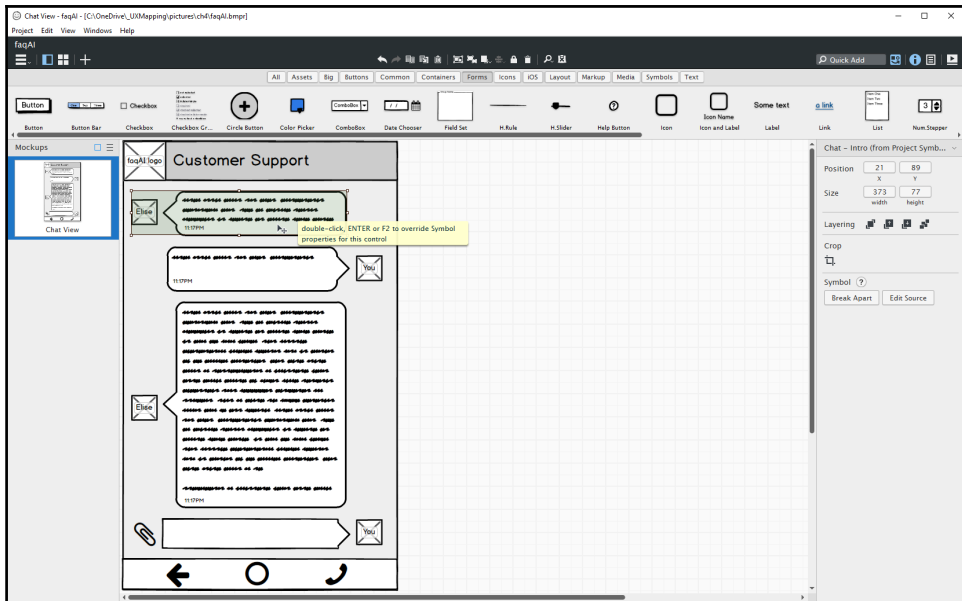 Chat View - faqAI - [C:\OneDrive\_UXMapping\pictures\ch4\faqAI.bmpr]
Project Edit View Windows Help
faqAI
Quick Add
All Assets Big Buttons Common Containers Forms Icons iOS Layout Markup Media Symbols Text
Button
Checkbox
ComboBox
/ /
Some text
a link
3
Icon Name
Button Button Bar Checkbox Checkbox Gr... Circle Button Color Picker ComboBox Date Chooser Field Set H.Rule H.Slider Help Button Icon Icon and Label Label Link List Num.Stepper
Mockups
Chat View
faqAI logo
Customer Support
Elise
11:17PM
double-click, ENTER or F2 to override Symbol
properties for this control
You
11:17PM
Elise
11:17PM
You
Chat - Intro (from Project Symb...
Position 21 89
X Y
Size 373 77
width height
Layering
Crop
Symbol ?
Break Apart Edit Source